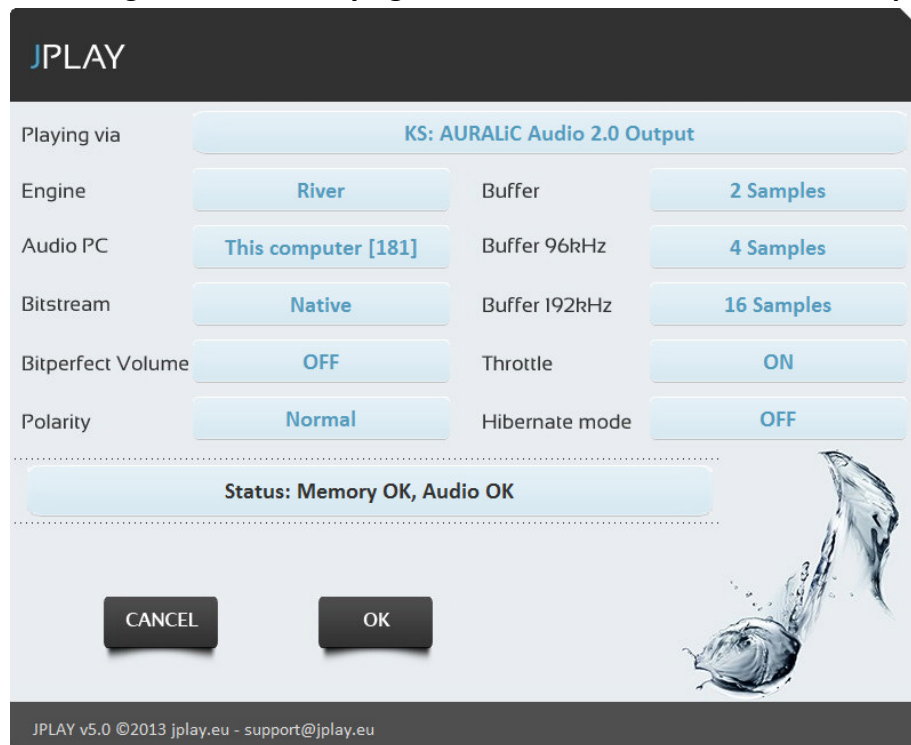 JPLAY
Playing via KS: AURALiC Audio 2.0 Output
Engine River Buffer 2 Samples
Audio PC This computer [181] Buffer 96kHz 4 Samples
Bitstream Native Buffer 192kHz 16 Samples
Bitperfect Volume OFF Throttle ON
Polarity Normal Hibernate mode OFF
Status: Memory OK, Audio OK
CANCEL OK
JPLAY v5.0 ©2013 jplay.eu - support@jplay.eu